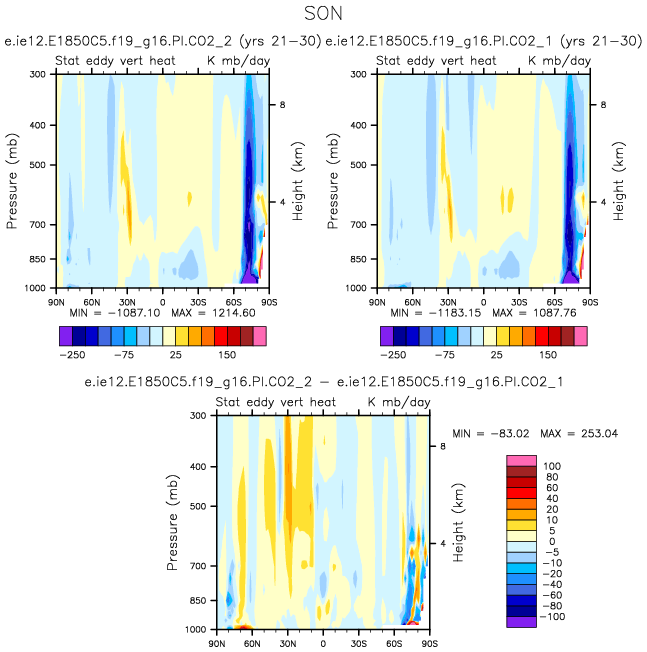 SON
e.ie12.E1850C5.f19_g16.PI.CO2_2 (yrs 21-30) e.ie12.E1850C5.f19_g16.PI.CO2_1 (yrs 21-30)
Stat eddy vert heat K mb/day
Stat eddy vert heat K mb/day
Pressure (mb)
300
400
500
700
850
1000
8
4
Height (km)
90N 60N 30N 0 30S 60S 90S
MIN = -1087.10 MAX = 1214.60
-250 -75 -25 25 150
Pressure (mb)
300
400
500
700
850
1000
8
4
Height (km)
90N 60N 30N 0 30S 60S 90S
MIN = -1183.15 MAX = 1087.76
-250 -75 -25 25 150
e.ie12.E1850C5.f19_g16.PI.CO2_2 - e.ie12.E1850C5.f19_g16.PI.CO2_1
Stat eddy vert heat K mb/day
Pressure (mb)
300
400
500
700
850
1000
8
4
Height (km)
90N 60N 30N 0 30S 60S 90S
MIN = -83.02 MAX = 253.04
100
80
60
40
20
10
5
0
-5
-10
-20
-40
-60
-80
-100